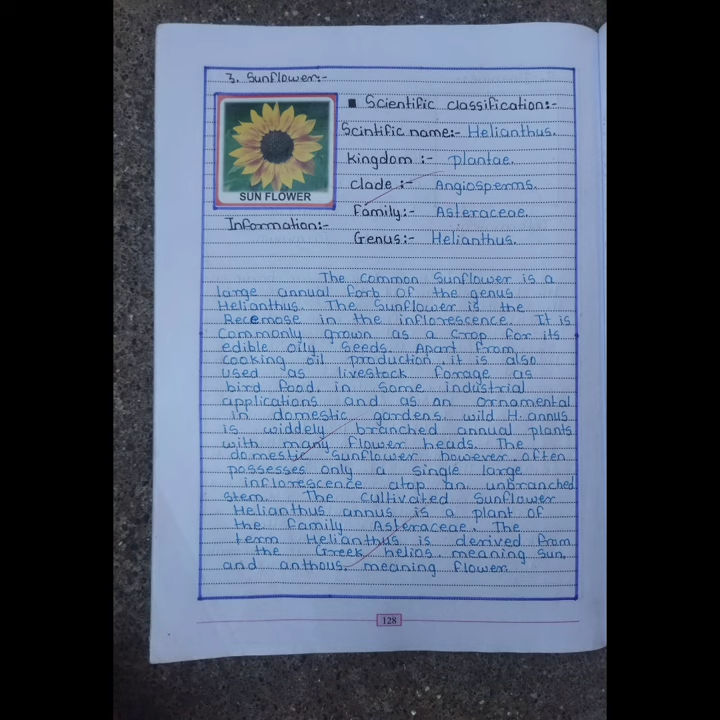 3. Sunflower:-
■ Scientific classification:-
Scintific name:- Helianthus.
Kingdom :- plantae.
Clade :- Angiosperms.
SUN FLOWER
Family:- Asteraceae.
Information:-
Genus:- Helianthus.
The common Sunflower is a
large annual forb of the genus
Helianthus. The Sunflower is the
Recemose in the inflorescence. It is
Commonly grown as a crop for its
edible oily seeds. Apart from
cooking oil production, it is also
used as livestock forage as
bird food, in some industrial
applications and as an ornamental
in domestic gardens. wild H. annus
is widdely branched annual plants
with many flower heads. The
domestic Sunflower, however, often
possesses only a single large
inflorescence atop an unbranched
stem. The cultivated Sunflower
Helianthus annus is a plant of
the family Asteraceae. The
term Helianthus is derived from
the Greek helios, meaning sun,
and anthous, meaning flower.
128